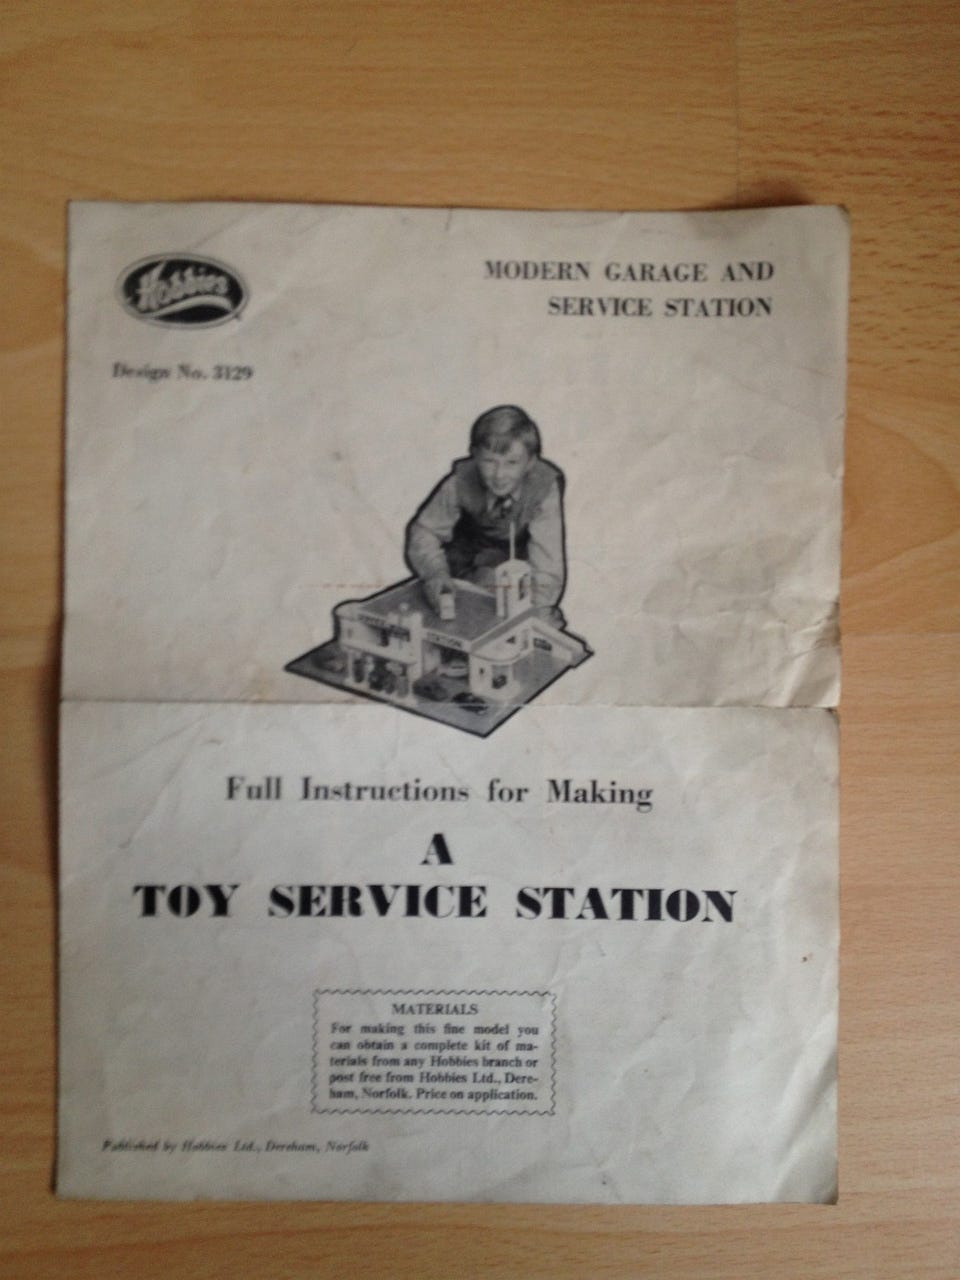 Hobbies
MODERN GARAGE AND
SERVICE STATION
Design No. 3129
STATION
Full Instructions for Making
A
TOY SERVICE STATION
MATERIALS
For making this fine model you
can obtain a complete kit of ma-
terials from any Hobbies branch or
post free from Hobbies Ltd., Dere-
ham, Norfolk. Price on application.
Published by Hobbies Ltd., Dereham, Norfolk